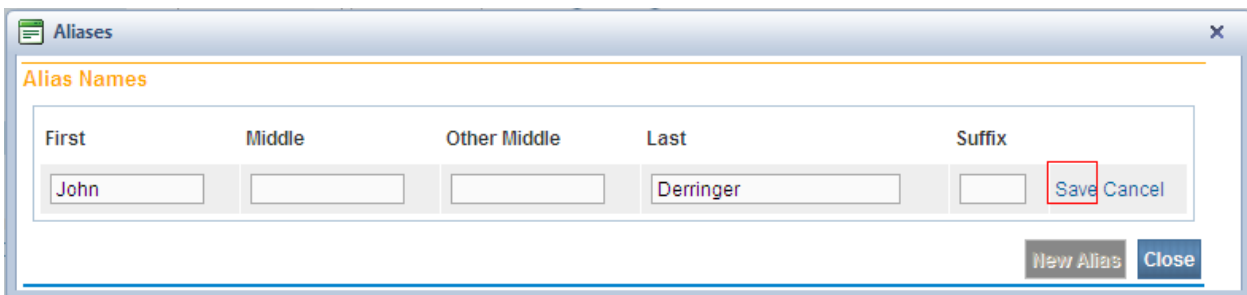 Aliases
Alias Names
First Middle Other Middle Last Suffix
John Derringer Save Cancel
New Alias Close